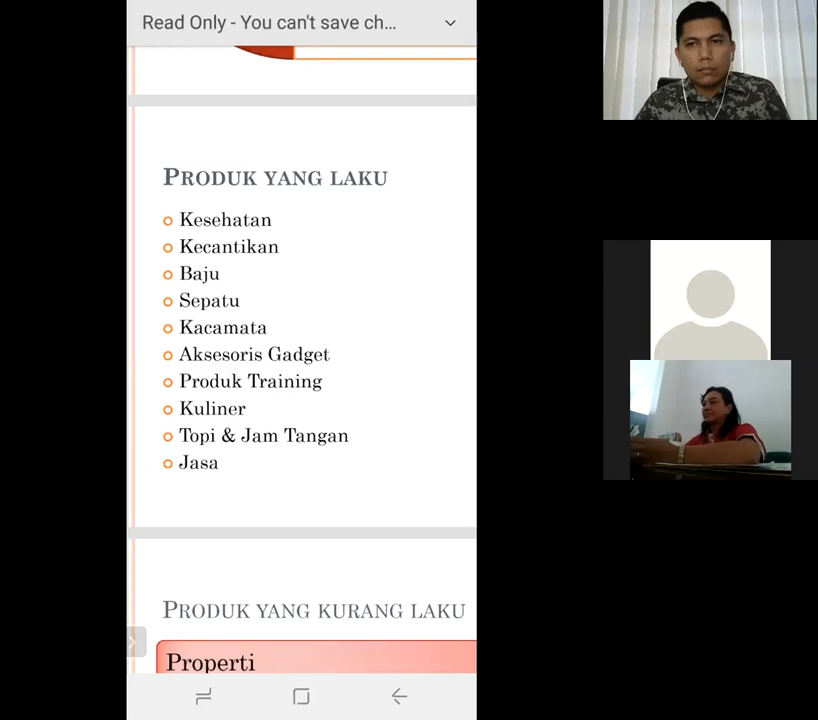 Read Only - You can't save ch...
Produk yang laku
Kesehatan
Kecantikan
Baju
Sepatu
Kacamata
Aksesoris Gadget
Produk Training
Kuliner
Topi & Jam Tangan
Jasa
Produk yang kurang laku
Properti